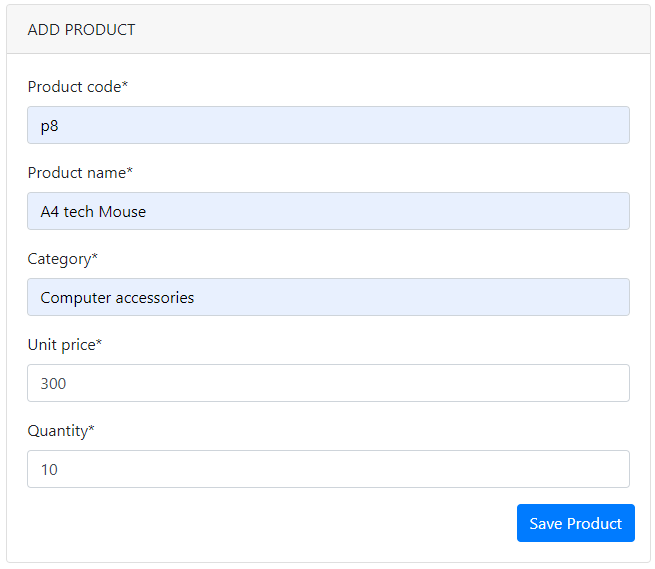 ADD PRODUCT
Product code*
p8
Product name*
A4 tech Mouse
Category*
Computer accessories
Unit price*
300
Quantity*
10
Save Product